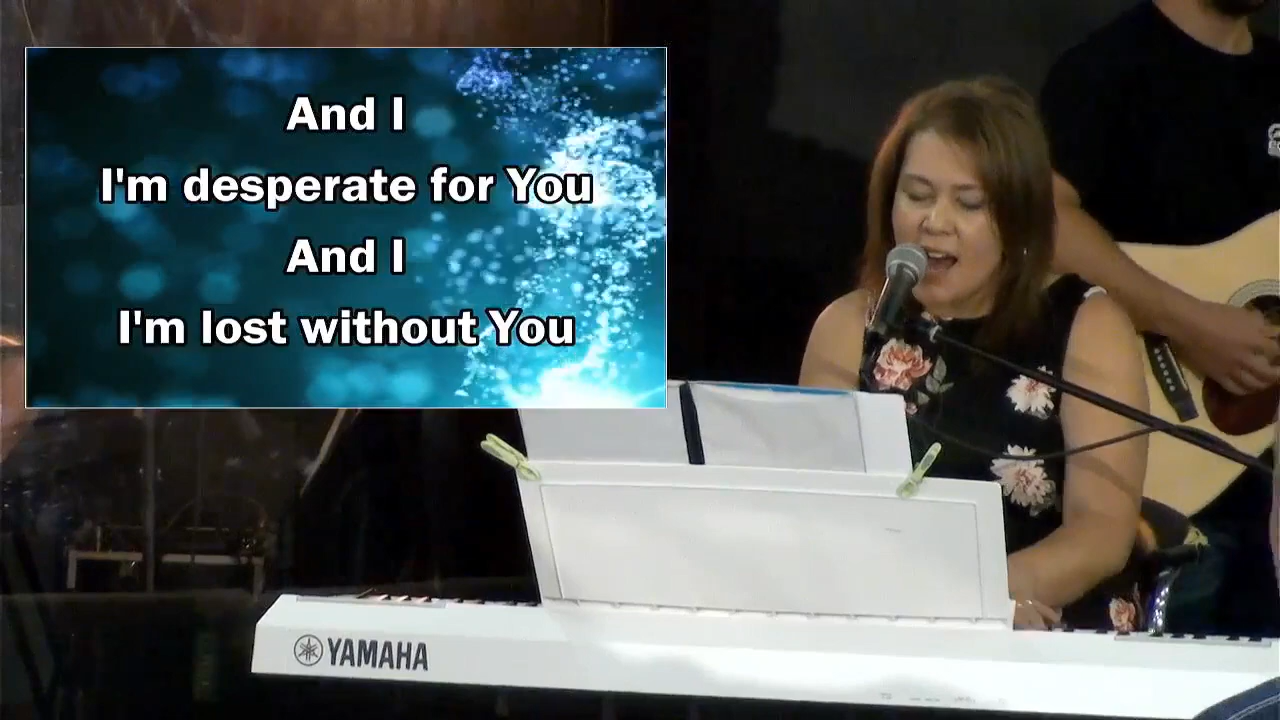 And I
I'm desperate for You
And I
I'm lost without You
YAMAHA